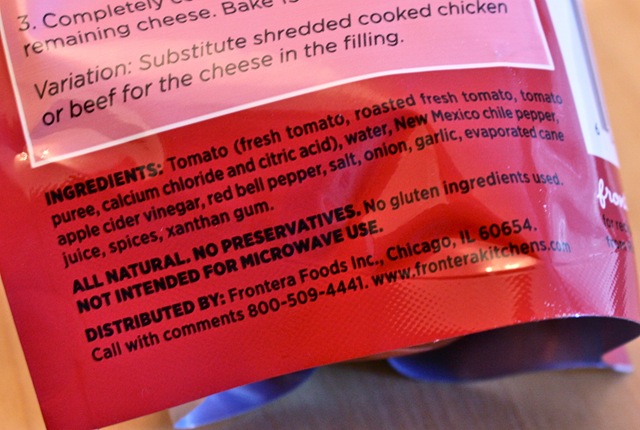 3. Completely
remaining cheese. Bake
Variation: Substitute shredded cooked chicken
or beef for the cheese in the filling.
INGREDIENTS: Tomato (fresh tomato, roasted fresh tomato, tomato
puree, calcium chloride and citric acid), water, New Mexico chile pepper,
apple cider vinegar, red bell pepper, salt, onion, garlic, evaporated cane
juice, spices, xanthan gum.
ALL NATURAL. NO PRESERVATIVES. No gluten ingredients used.
NOT INTENDED FOR MICROWAVE USE.
DISTRIBUTED BY: Frontera Foods Inc., Chicago, IL 60654.
Call with comments 800-509-4441. www.fronterakitchens.com